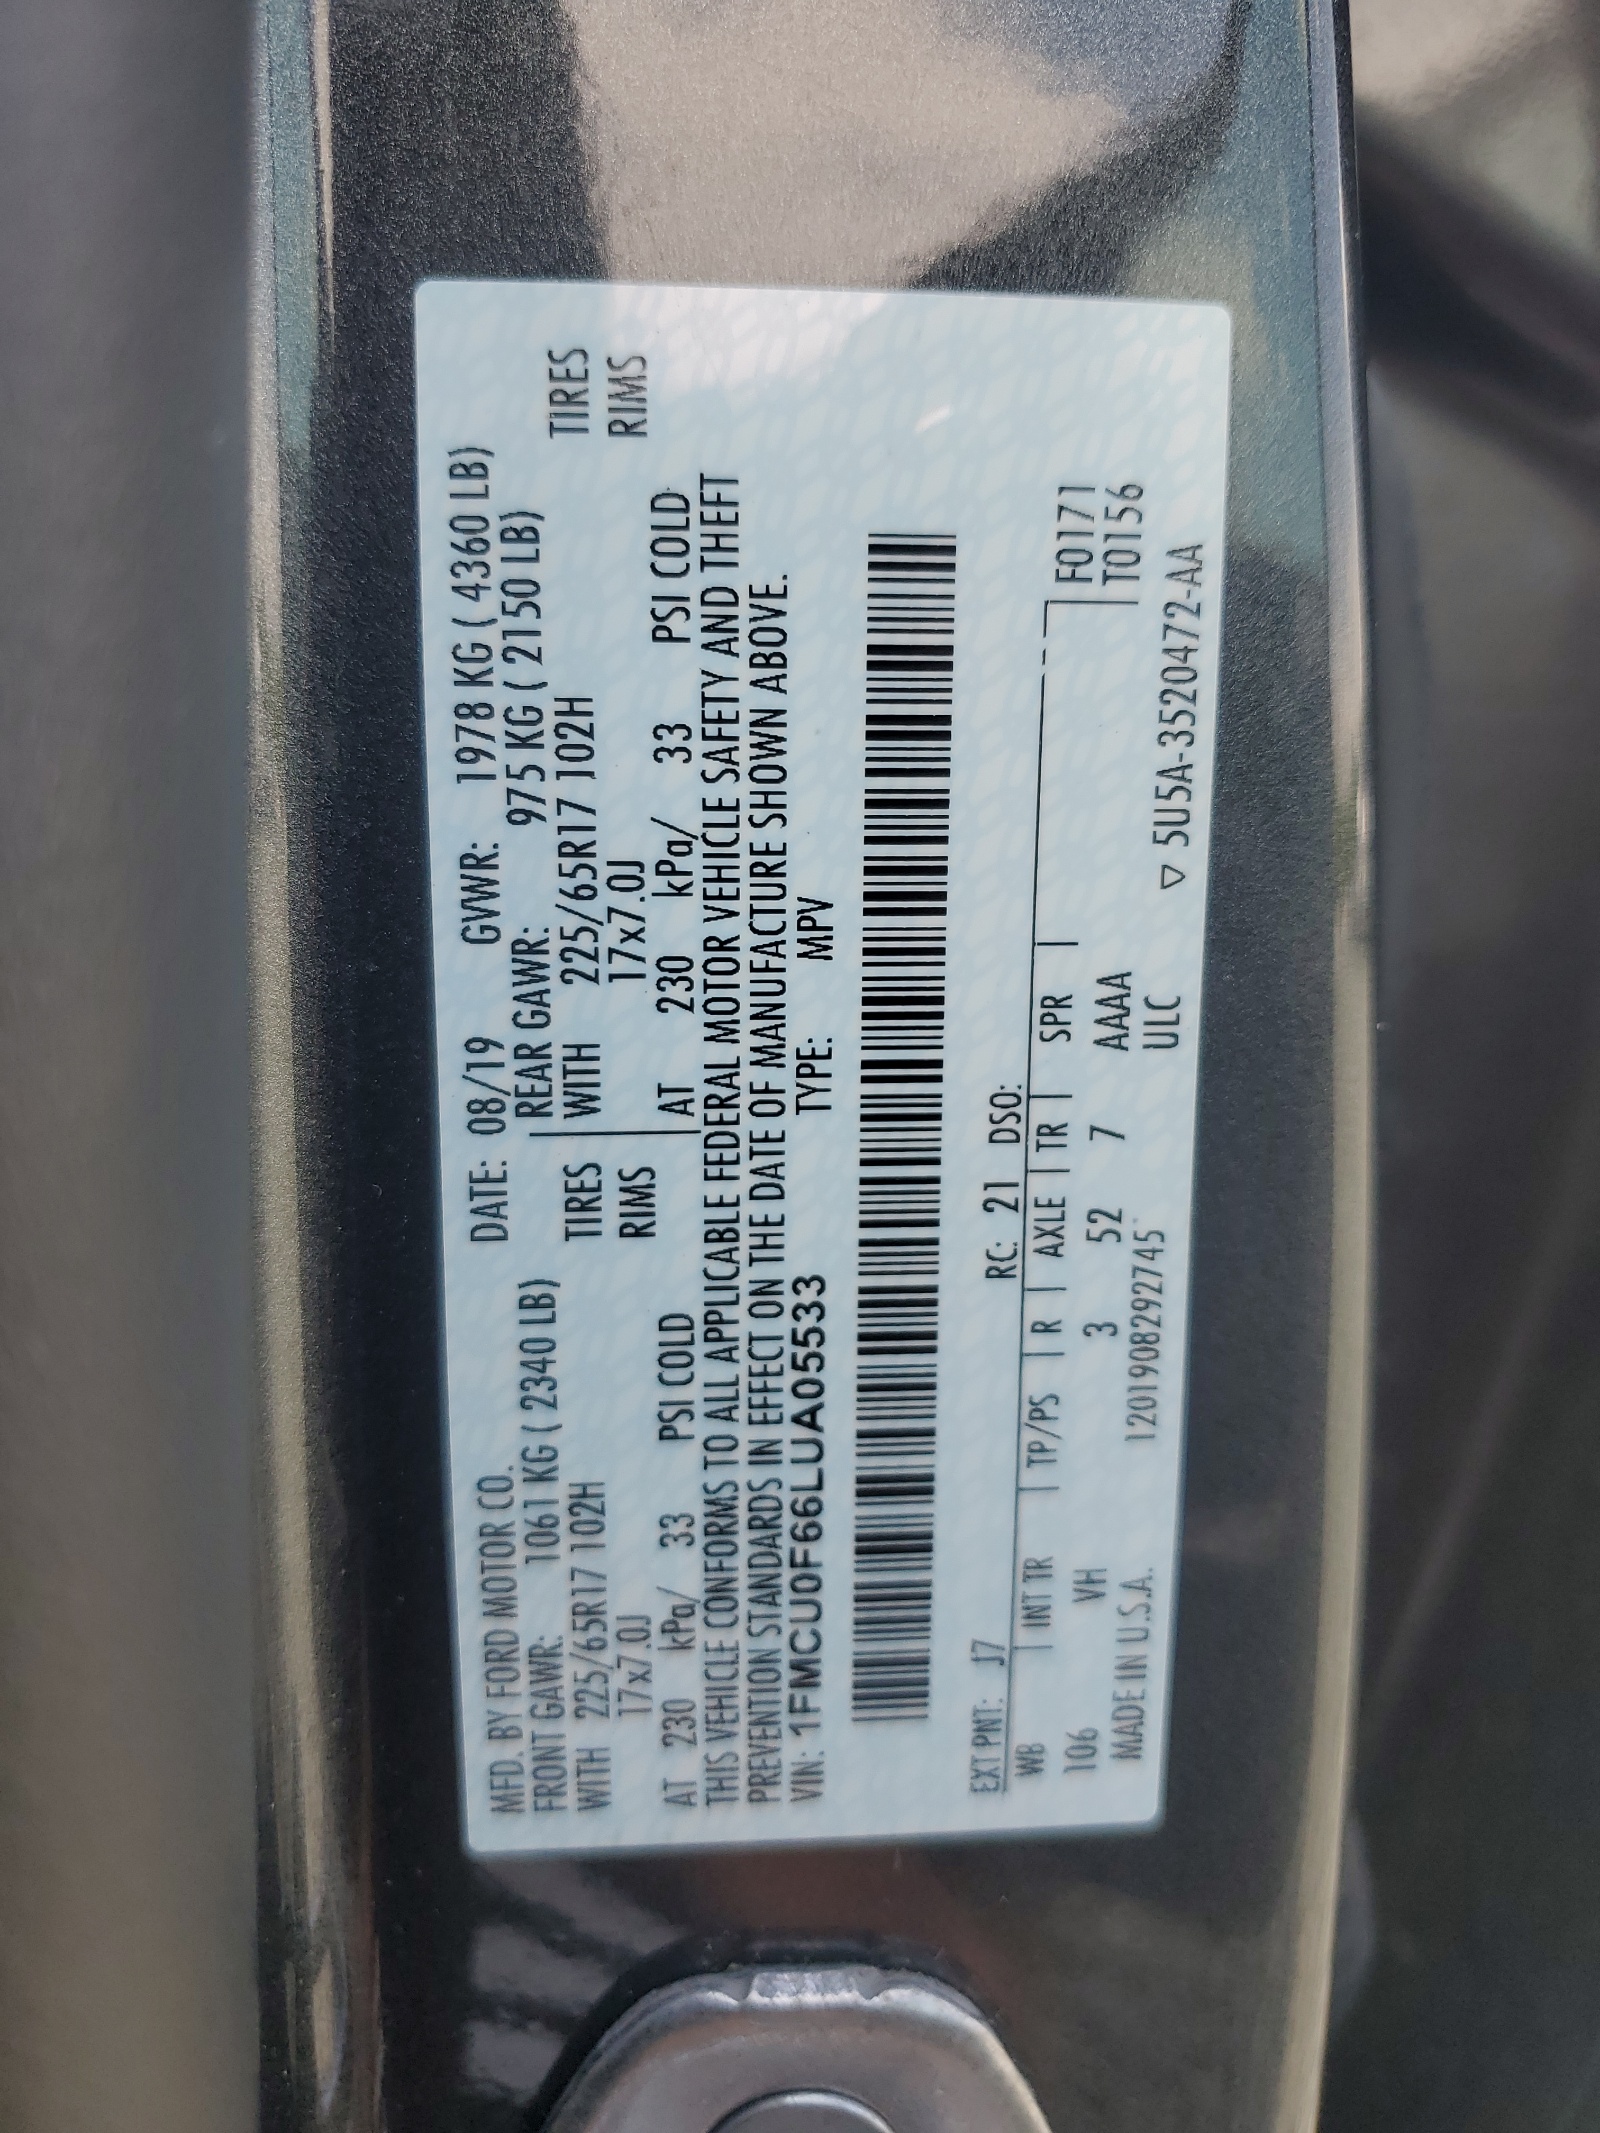 MFD. BY FORD MOTOR CO.
DATE: 08/19 GVWR: 1978 KG ( 4360 LB)
FRONT GAWR: 1061 KG ( 2340 LB) REAR GAWR: 975 KG ( 2150 LB)
WITH 225/65R17 102H TIRES WITH 225/65R17 102H TIRES
17x7.0J RIMS 17x7.0J RIMS
AT 230 kPa/ 33 PSI COLD AT 230 kPa/ 33 PSI COLD
THIS VEHICLE CONFORMS TO ALL APPLICABLE FEDERAL MOTOR VEHICLE SAFETY AND THEFT
PREVENTION STANDARDS IN EFFECT ON THE DATE OF MANUFACTURE SHOWN ABOVE.
VIN: 1FMCU0F66LUA05533 TYPE: MPV
EXT PNT: J7 RC: 21 DSO:
WB INT TR TP/PS R AXLE TR SPR F0171
106 VH 3 52 7 AAAA T0156
MADE IN U.S.A. 1201908292745 ULC
▽ 5U5A-3520472-AA